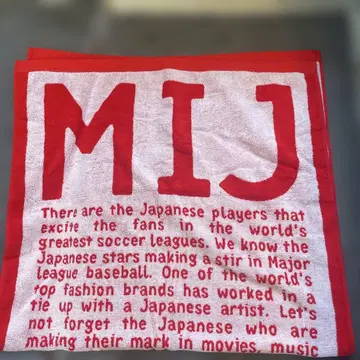 MIJ
There are the Japanese players that
excite the fans in the world's
greatest soccer leagues. We know the
Japanese stars making a stir in Major
league baseball. One of the world's
top fashion brands has worked in a
tie up with a Japanese artist. Let's
not forget the Japanese who are
making their mark in movies, music